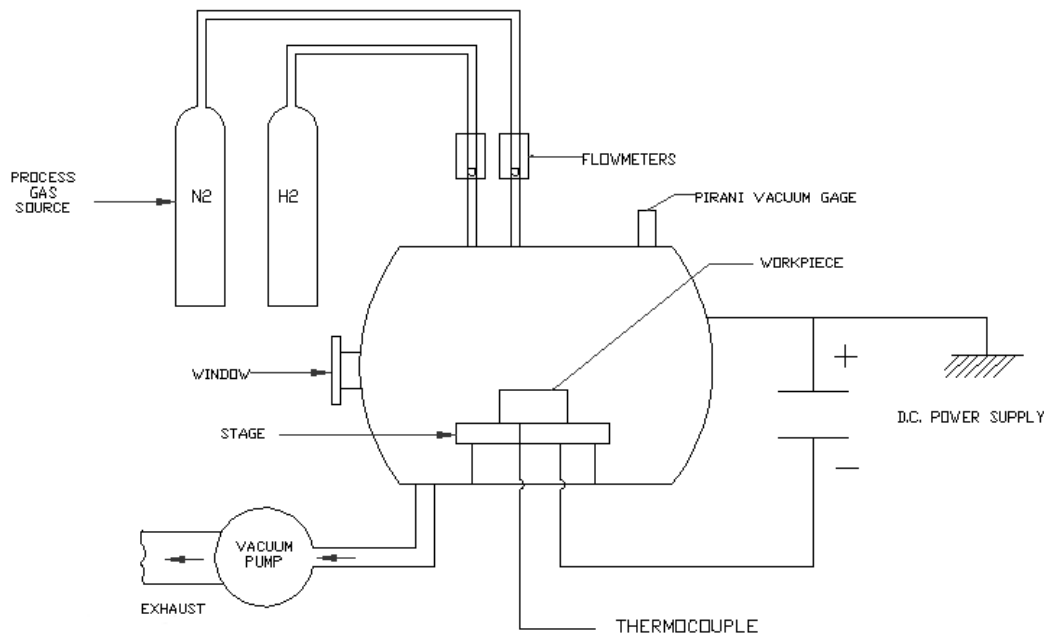 PROCESS
GAS
SOURCE
N2
H2
FLOWMETERS
PIRANI VACUUM GAGE
WORKPIECE
WINDOW
+
D.C. POWER SUPPLY
STAGE
—
VACUUM
PUMP
EXHAUST
THERMOCOUPLE